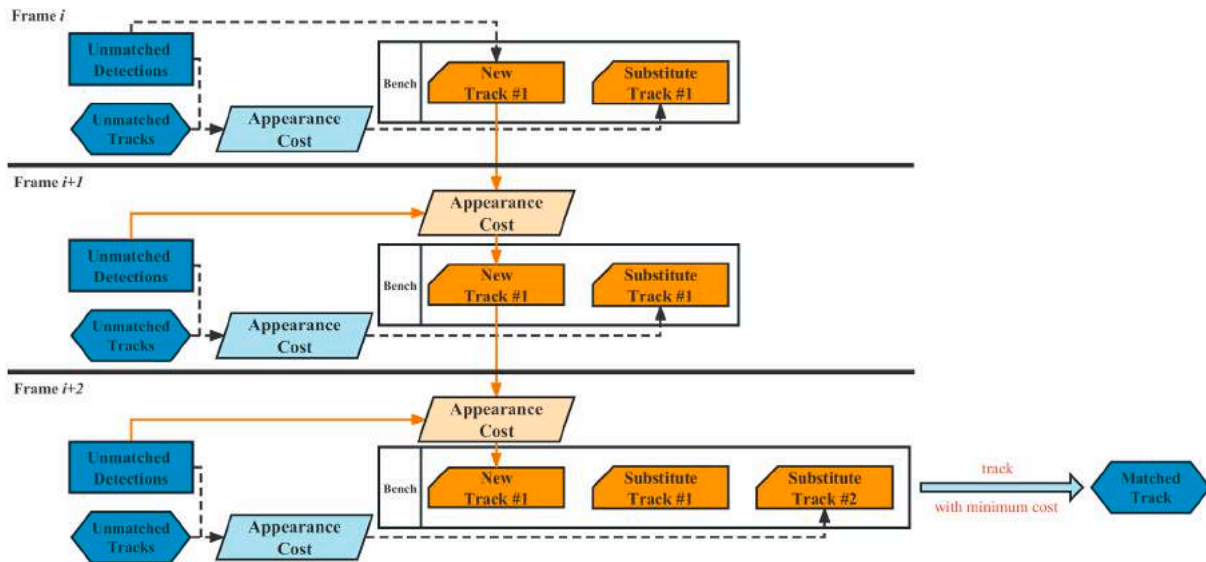 Frame i
Unmatched
Detections
Bench
New
Track #1
Substitute
Track #1
Unmatched
Tracks
Appearance
Cost
Frame i+1
Appearance
Cost
Unmatched
Detections
Bench
New
Track #1
Substitute
Track #1
Unmatched
Tracks
Appearance
Cost
Frame i+2
Appearance
Cost
Unmatched
Detections
Bench
New
Track #1
Substitute
Track #1
Substitute
Track #2
track
with minimum cost
Matched
Track
Unmatched
Tracks
Appearance
Cost